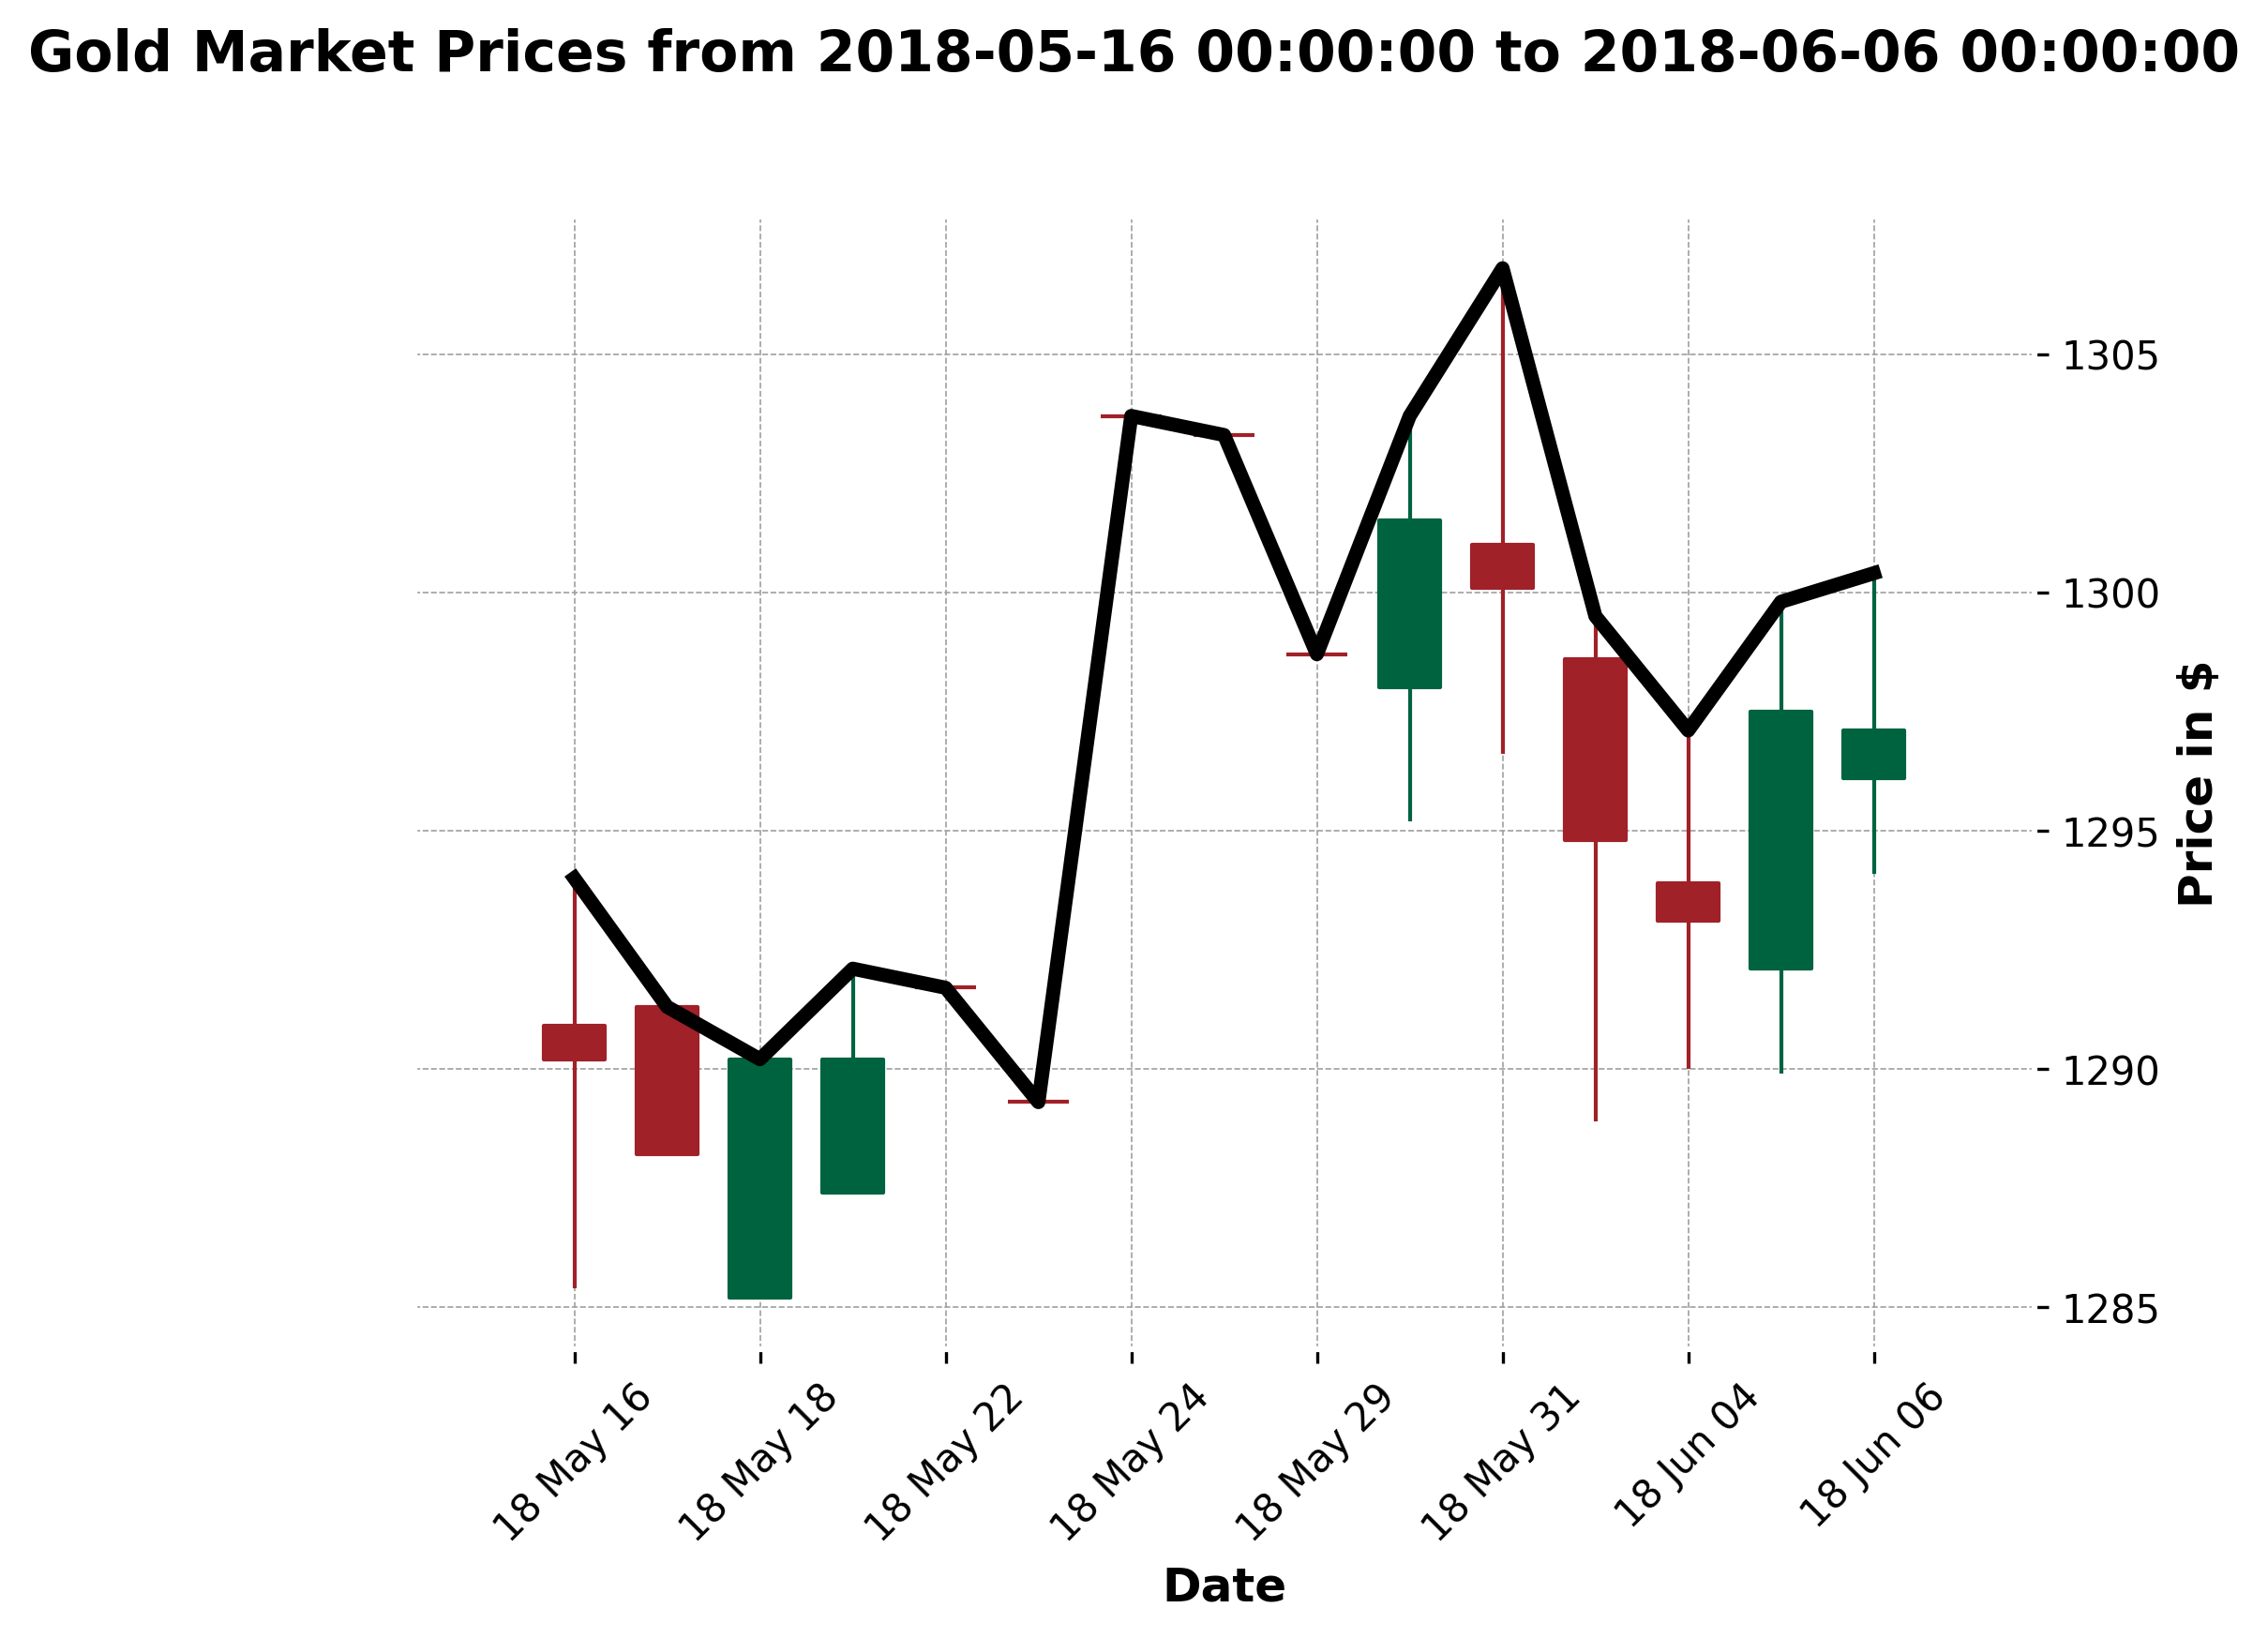 Gold Market Prices from 2018-05-16 00:00:00 to 2018-06-06 00:00:00
1305
1300
1295
1290
1285
Price in $
18 May 16
18 May 18
18 May 22
18 May 24
18 May 29
18 May 31
18 Jun 04
18 Jun 06
Date